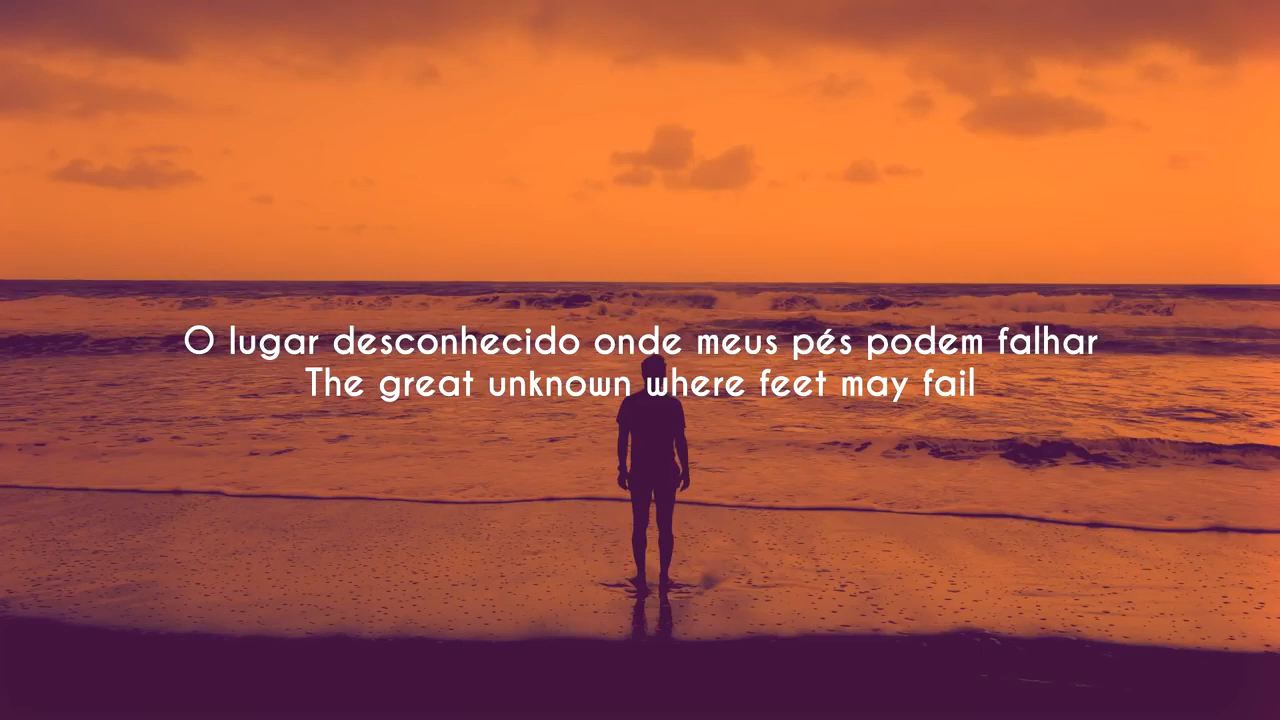 O lugar desconhecido onde meus pés podem falhar
The great unknown where feet may fail